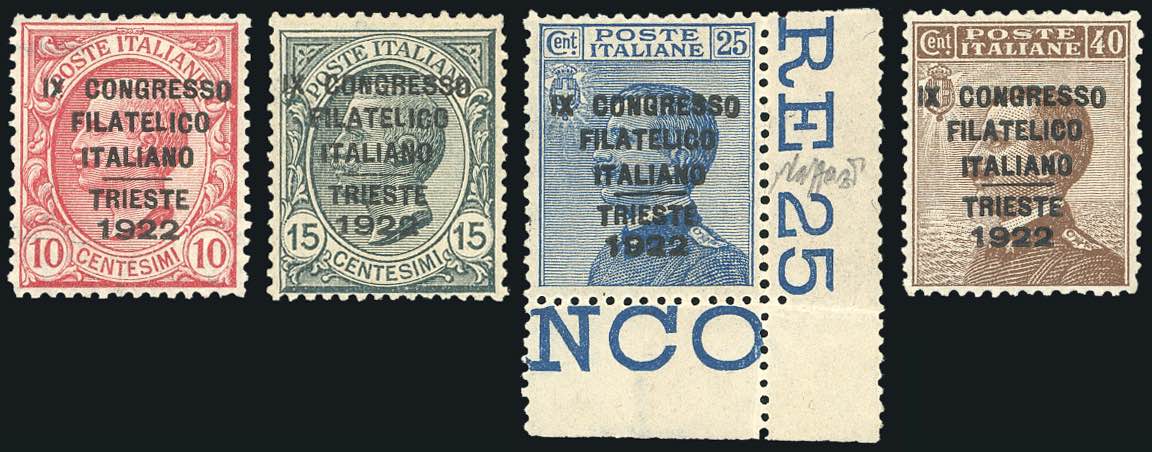 POSTE ITALIANE
IX CONGRESSO
FILATELICO
ITALIANO
TRIESTE
1922
10 CENTESIMI 10
POSTE ITALIANE
IX CONGRESSO
FILATELICO
ITALIANO
TRIESTE
1922
15 CENTESIMI 15
Cent POSTE ITALIANE 25
IX CONGRESSO
FILATELICO
ITALIANO
TRIESTE
1922
NCO
RE 25
Cent POSTE ITALIANE 40
IX CONGRESSO
FILATELICO
ITALIANO
TRIESTE
1922